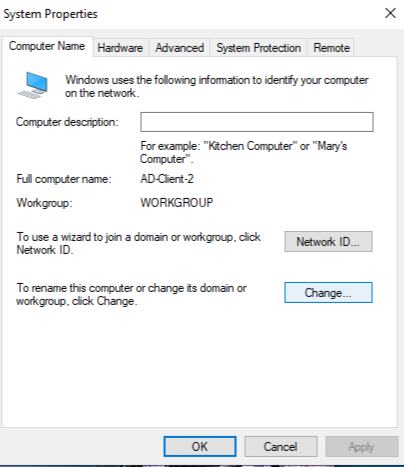 System Properties
Computer Name Hardware Advanced System Protection Remote
Windows uses the following information to identify your computer
on the network.
Computer description:
For example: "Kitchen Computer" or "Mary's
Computer".
Full computer name: AD-Client-2
Workgroup: WORKGROUP
To use a wizard to join a domain or workgroup, click
Network ID.
Network ID...
To rename this computer or change its domain or
workgroup, click Change.
Change...
OK Cancel Apply